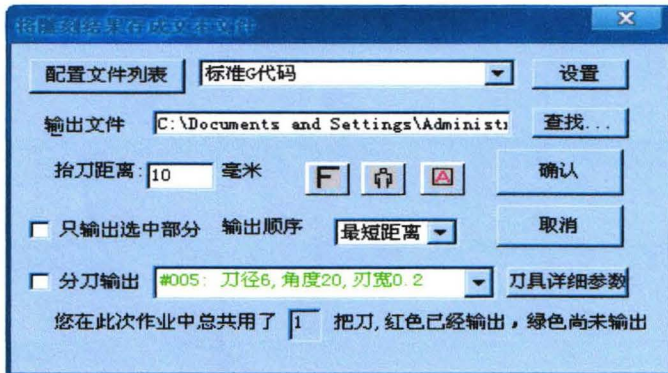 将雕刻结果存成文本文件
配置文件列表 标准G代码 设置
输出文件 C:\Documents and Settings\Administr 查找...
抬刀距离: 10 毫米 F A 确认
只输出选中部分 输出顺序 最短距离 取消
分刀输出 #005: 刀径6,角度20,刃宽0.2 刀具详细参数
您在此次作业中总共用了 1 把刀,红色已经输出,绿色尚未输出